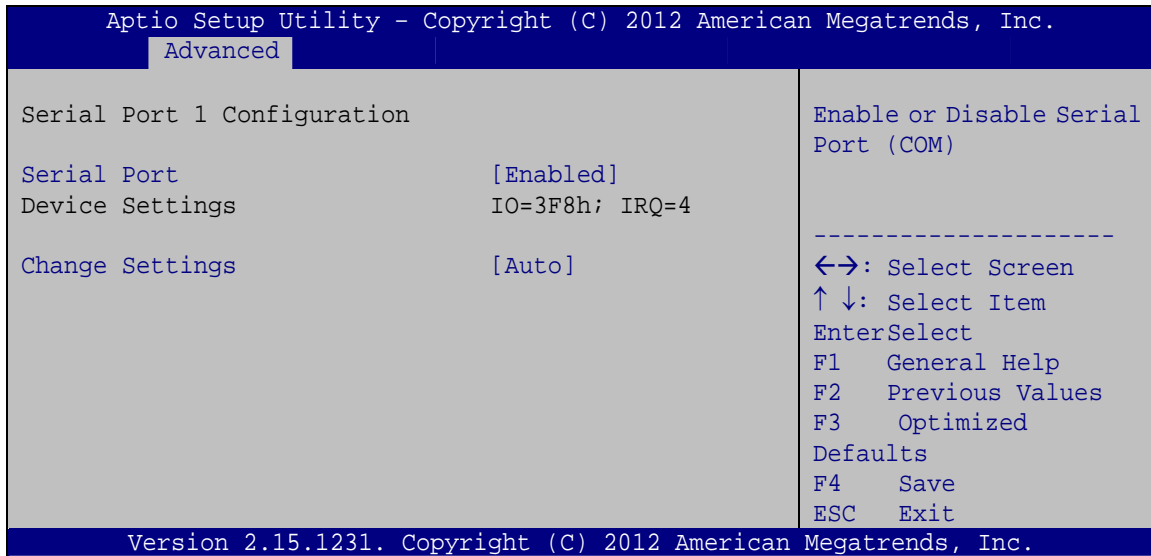 Aptio Setup Utility – Copyright (C) 2012 American Megatrends, Inc.
Advanced
Serial Port 1 Configuration
Serial Port [Enabled]
Device Settings IO=3F8h; IRQ=4
Change Settings [Auto]
Enable or Disable Serial
Port (COM)
---------------------
←→: Select Screen
↑ ↓: Select Item
EnterSelect
F1 General Help
F2 Previous Values
F3 Optimized
Defaults
F4 Save
ESC Exit
Version 2.15.1231. Copyright (C) 2012 American Megatrends, Inc.